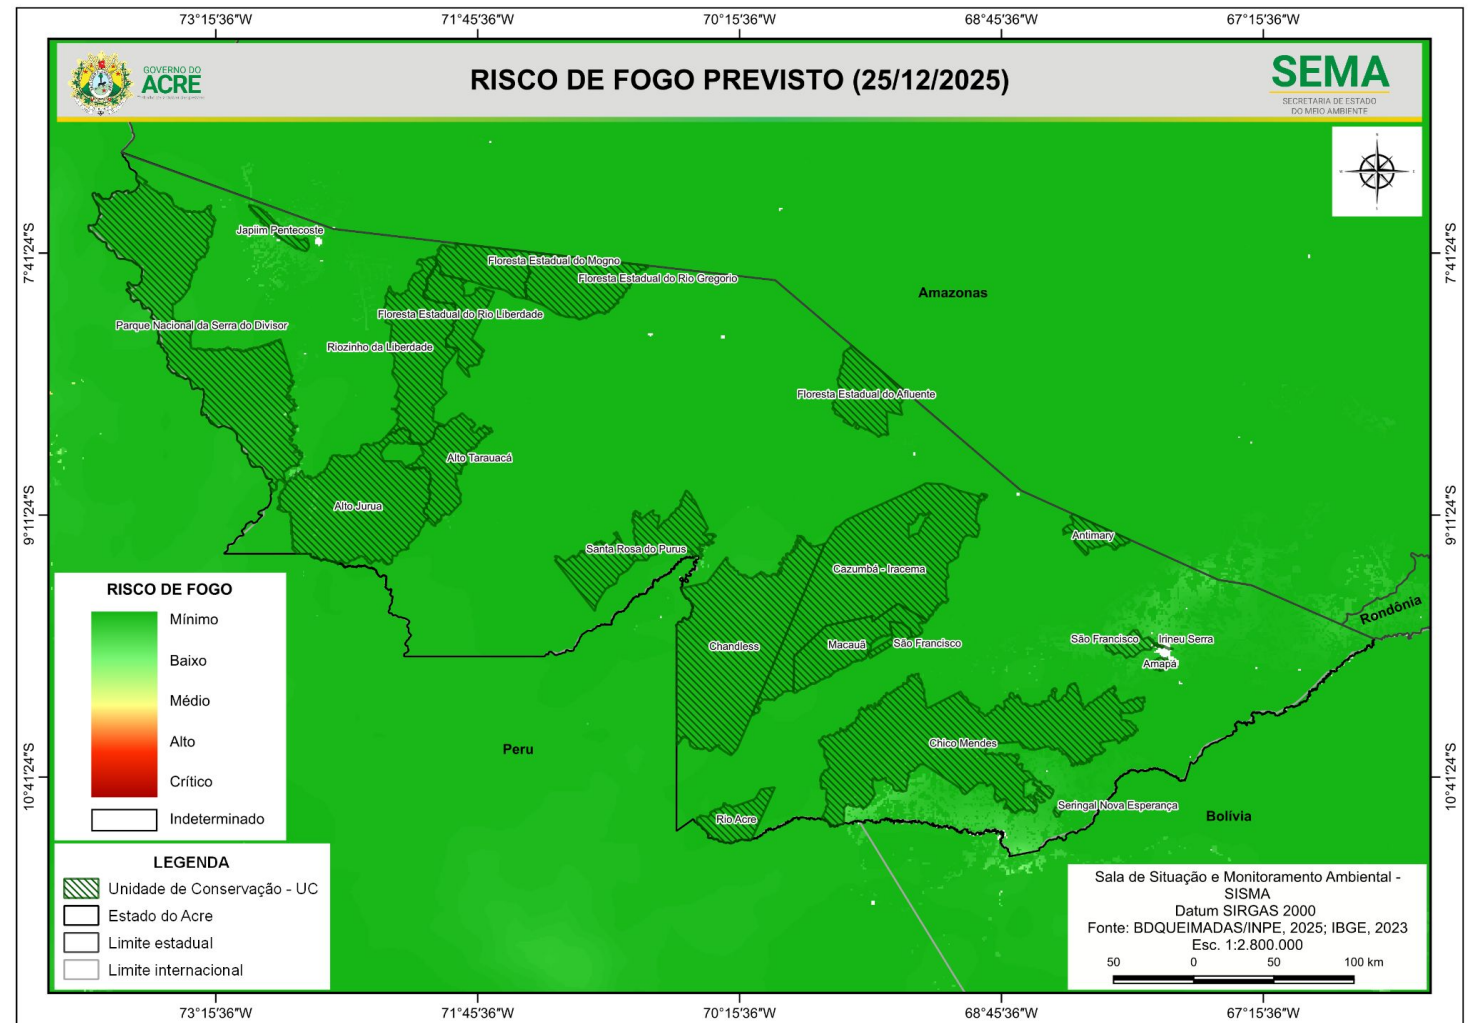 73°15'36"W
71°45'36"W
70°15'36"W
68°45'36"W
67°15'36"W
GOVERNO DO
ACRE
RISCO DE FOGO PREVISTO (25/12/2025)
SEMA
SECRETARIA DE ESTADO
DO MEIO AMBIENTE
7°41'24"S
7°41'24"S
Japiim Pentecoste
Floresta Estadual do Mogno
Floresta Estadual do Rio Gregorio
Amazonas
Floresta Estadual do Rio Liberdade
Parque Nacional da Serra do Divisor
Riozinho da Liberdade
Floresta Estadual do Afluente
Alto Tarauacá
Alto Jurua
9°11'24"S
9°11'24"S
Antimary
Santa Rosa do Purus
Cazumbá - Iracema
Rondônia
Chandless
Macauã
São Francisco
São Francisco
Irineu Serra
Amapá
Chico Mendes
Peru
10°41'24"S
10°41'24"S
Seringal Nova Esperança
Rio Acre
Bolívia
RISCO DE FOGO
Mínimo
Baixo
Médio
Alto
Crítico
Indeterminado
LEGENDA
Unidade de Conservação - UC
Estado do Acre
Limite estadual
Limite internacional
Sala de Situação e Monitoramento Ambiental -
SISMA
Datum SIRGAS 2000
Fonte: BDQUEIMADAS/INPE, 2025; IBGE, 2023
Esc. 1:2.800.000
50 0 50 100 km
73°15'36"W
71°45'36"W
70°15'36"W
68°45'36"W
67°15'36"W